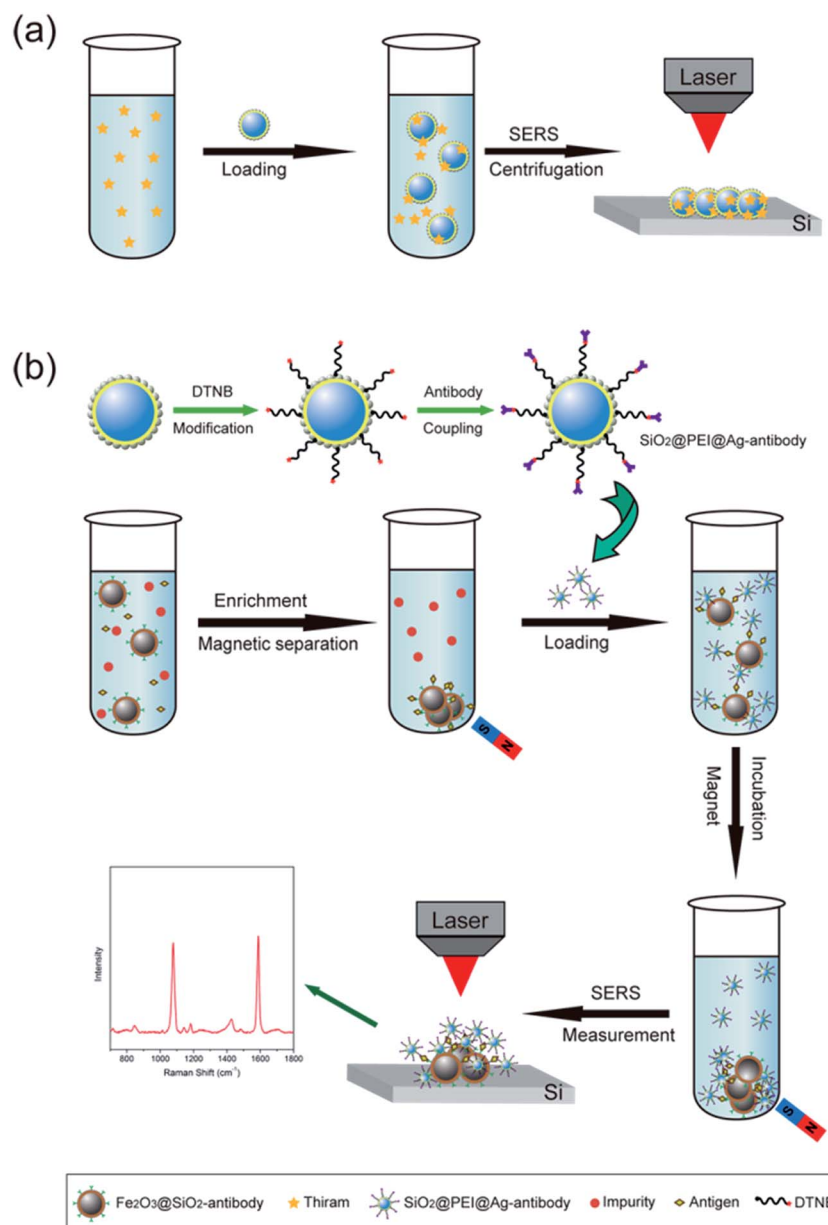 (a)
Loading
SERS
Centrifugation
Laser
Si
(b)
DTNB
Modification
Antibody
Coupling
SiO2@PEI@Ag-antibody
Enrichment
Magnetic separation
S N
Loading
Incubation
Magnet
S N
SERS
Measurement
Laser
Si
Intensity
800 1000 1200 1400 1600 1800
Raman Shift (cm-1)
Fe2O3@SiO2-antibody Thiram SiO2@PEI@Ag-antibody Impurity Antigen DTNB